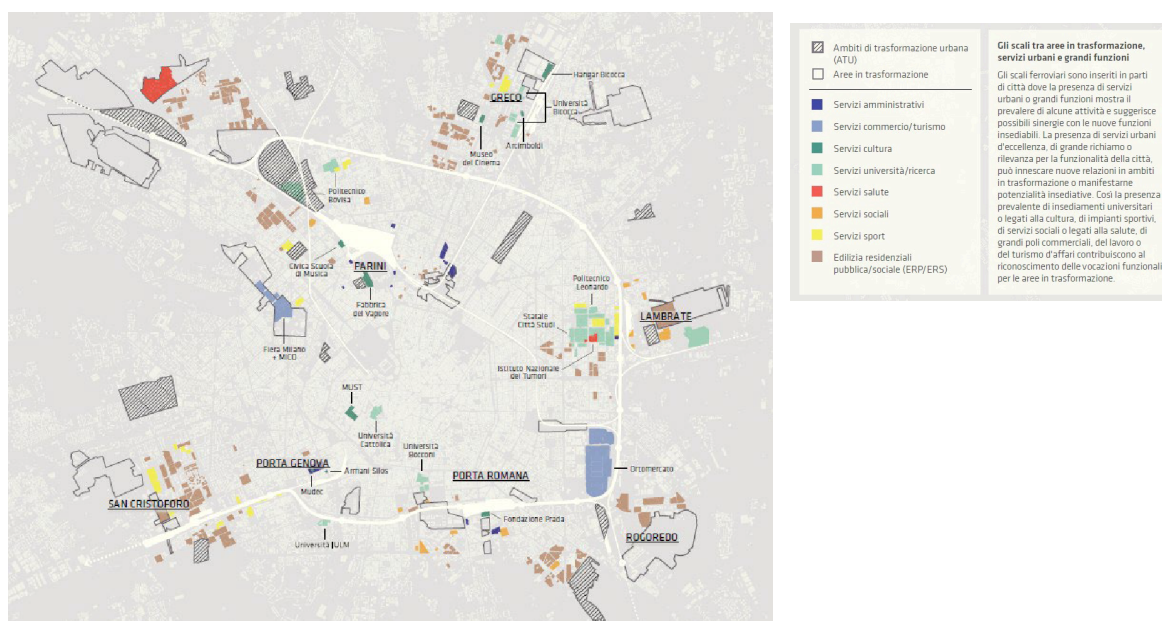 Hangar Bicocca
GRECO
Università
Bicocca
Arcimboldi
Museo
del Cinema
Politecnico
Bovisa
Civica Scuola
di Musica
PARINI
Fabbrica
del Vapore
Politecnico
Leonardo
Statale
Città Studi
LAMBRATE
Fiera Milano
+ MICO
Istituto Nazionale
dei Tumori
MUST
Università
Cattolica
Università
Bocconi
PORTA GENOVA
Armani Silos
PORTA ROMANA
Ortomercato
Mudec
SAN CRISTOFORO
Fondazione Prada
Università IULM
ROGOREDO
Ambiti di trasformazione urbana
(ATU)
Aree in trasformazione
Servizi amministrativi
Servizi commercio/turismo
Servizi cultura
Servizi università/ricerca
Servizi salute
Servizi sociali
Servizi sport
Edilizia residenziali
pubblica/sociale (ERP/ERS)
Gli scali tra aree in trasformazione,
servizi urbani e grandi funzioni
Gli scali ferroviari sono inseriti in parti
di città dove la presenza di servizi
urbani o grandi funzioni mostra il
prevalere di alcune attività e suggerisce
possibili sinergie con le nuove funzioni
insediabili. La presenza di servizi urbani
d'eccellenza, di grande richiamo o
rilevanza per la funzionalità della città,
può innescare nuove relazioni in ambiti
in trasformazione o manifestarne
potenzialità insediative. Così la presenza
prevalente di insediamenti universitari
o legati alla cultura, di impianti sportivi,
di servizi sociali o legati alla salute, di
grandi poli commerciali, del lavoro o
del turismo d'affari contribuiscono al
riconoscimento delle vocazioni funzionali
per le aree in trasformazione.